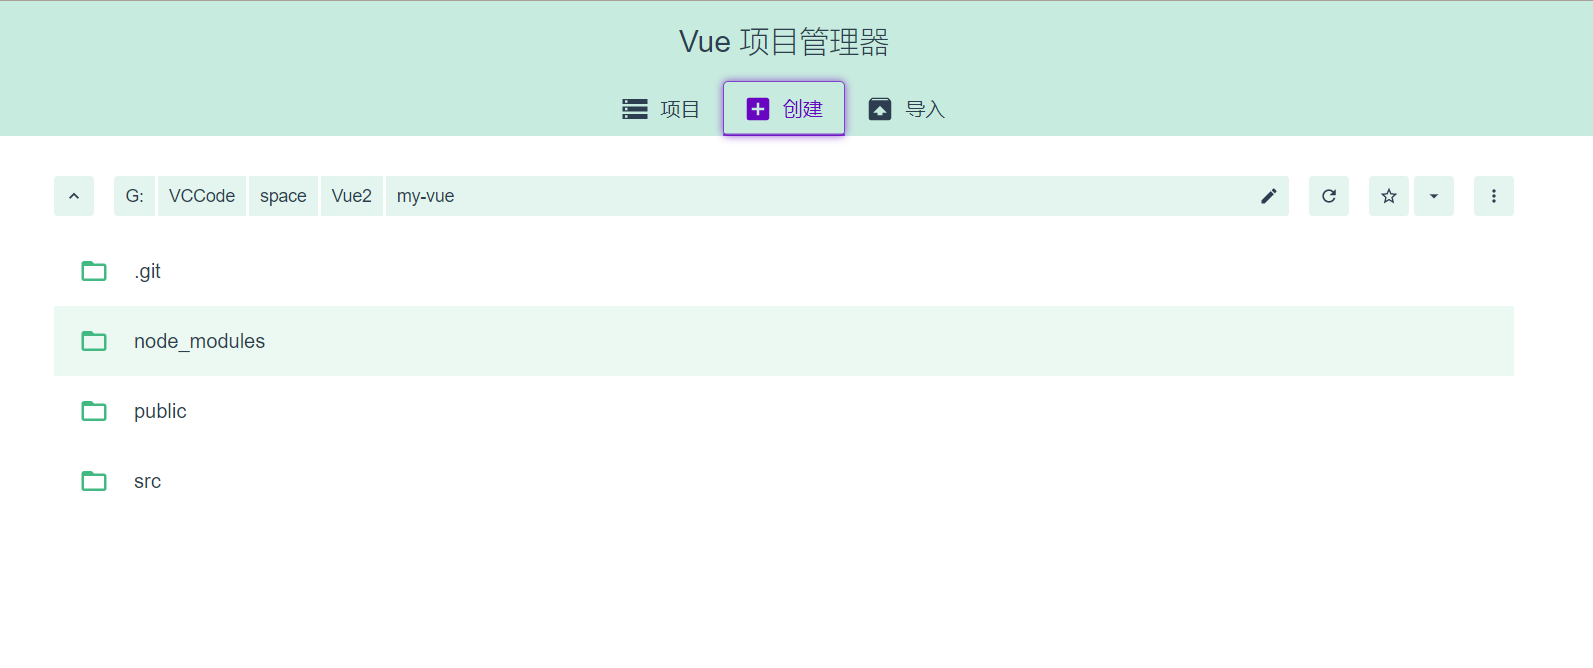 Vue 项目管理器
项目 创建 导入
G: VCCode space Vue2 my-vue
.git
node_modules
public
src